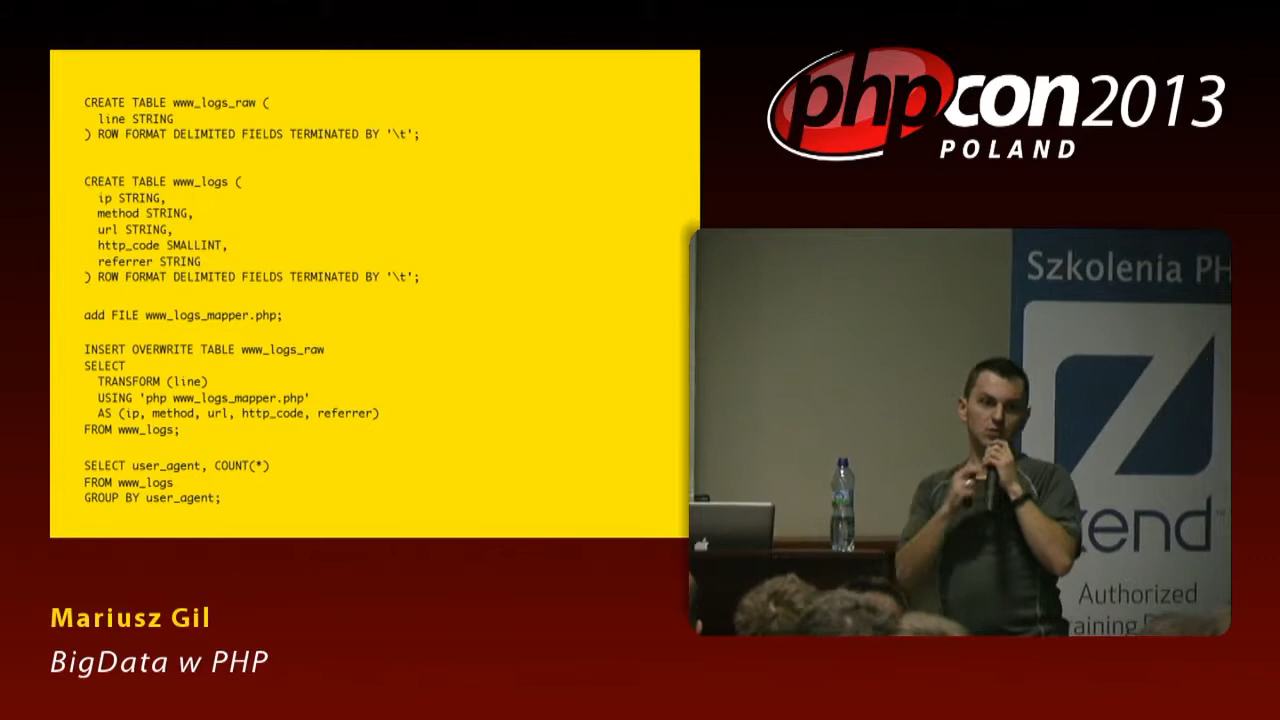 CREATE TABLE www_logs_raw (
line STRING
) ROW FORMAT DELIMITED FIELDS TERMINATED BY '\t';
CREATE TABLE www_logs (
ip STRING,
method STRING,
url STRING,
http_code SMALLINT,
referrer STRING
) ROW FORMAT DELIMITED FIELDS TERMINATED BY '\t';
add FILE www_logs_mapper.php;
INSERT OVERWRITE TABLE www_logs_raw
SELECT
TRANSFORM (line)
USING 'php www_logs_mapper.php'
AS (ip, method, url, http_code, referrer)
FROM www_logs;
SELECT user_agent, COUNT(*)
FROM www_logs
GROUP BY user_agent;
phpcon2013
POLAND
Szkolenia PH
zend™
Authorized
Mariusz Gil
BigData w PHP